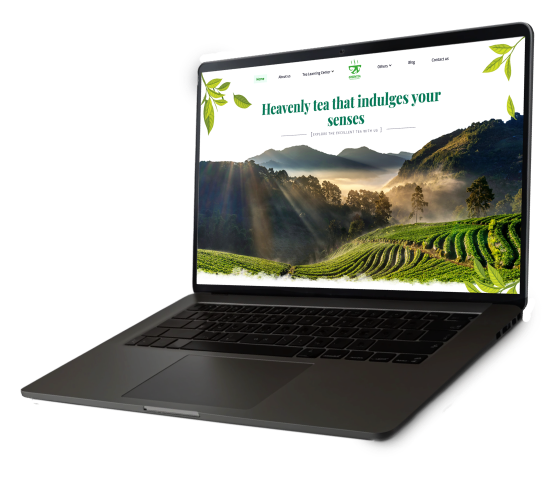 Home About us Tea Learning Center Others Blog Contact us
Heavenly tea that indulges your
senses
[EXPLORE THE EXCELLENT TEA WITH US ]